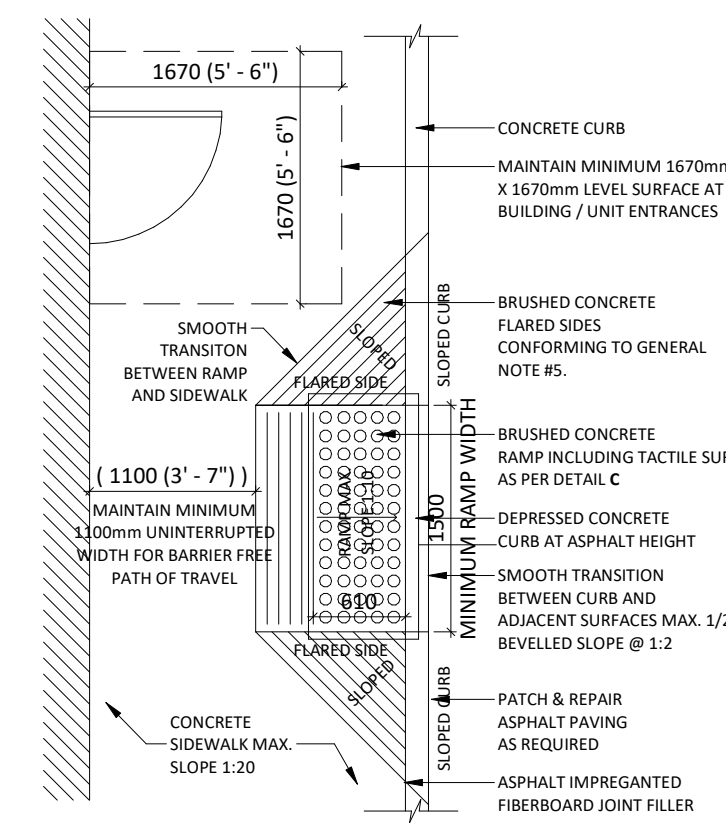 1670 (5' - 6")
1670 (5' - 6")
CONCRETE CURB
MAINTAIN MINIMUM 1670mm
X 1670mm LEVEL SURFACE AT
BUILDING / UNIT ENTRANCES
SMOOTH
TRANSITON
BETWEEN RAMP
AND SIDEWALK
SLOPED
FLARED SIDE
SLOPED CURB
BRUSHED CONCRETE
FLARED SIDES
CONFORMING TO GENERAL
NOTE #5.
( 1100 (3' - 7") )
MAINTAIN MINIMUM
1100mm UNINTERRUPTED
WIDTH FOR BARRIER FREE
PATH OF TRAVEL
RAMP MAX
SLOPE 1:10
610
1500
MINIMUM RAMP WIDTH
BRUSHED CONCRETE
RAMP INCLUDING TACTILE
AS PER DETAIL C
DEPRESSED CONCRETE
CURB AT ASPHALT HEIGHT
SMOOTH TRANSITION
BETWEEN CURB AND
ADJACENT SURFACES MAX.
BEVELLED SLOPE @ 1:2
FLARED SIDE
SLOPED
SLOPED CURB
CONCRETE
SIDEWALK MAX.
SLOPE 1:20
PATCH & REPAIR
ASPHALT PAVING
AS REQUIRED
ASPHALT IMPREGANTED
FIBERBOARD JOINT FILLER